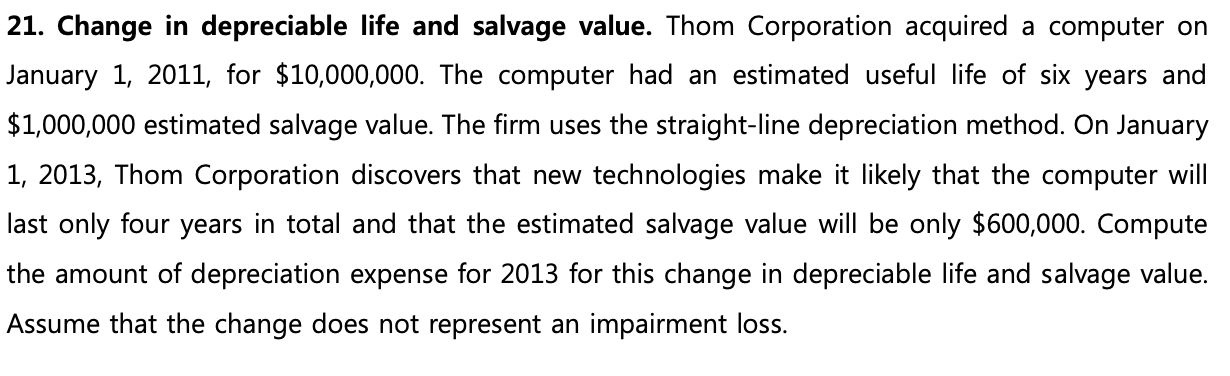 21. Change in depreciable life and salvage value. Thom Corporation acquired a computer on
January 1, 2011, for $10,000,000. The computer had an estimated useful life of six years and
$1,000,000 estimated salvage value. The firm uses the straight-line depreciation method. On January
1, 2013, Thom Corporation discovers that new technologies make it likely that the computer will
last only four years in total and that the estimated salvage value will be only $600,000. Compute
the amount of depreciation expense for 2013 for this change in depreciable life and salvage value.
Assume that the change does not represent an impairment loss.